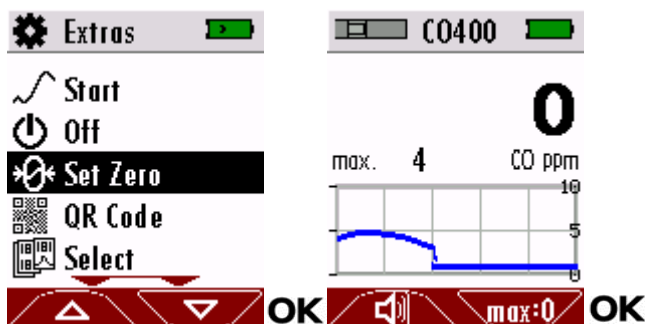 Extras
Start
Off
Set Zero
QR Code
Select
OK
CO400
0
max. 4 CO ppm
10
5
0
max:0
OK